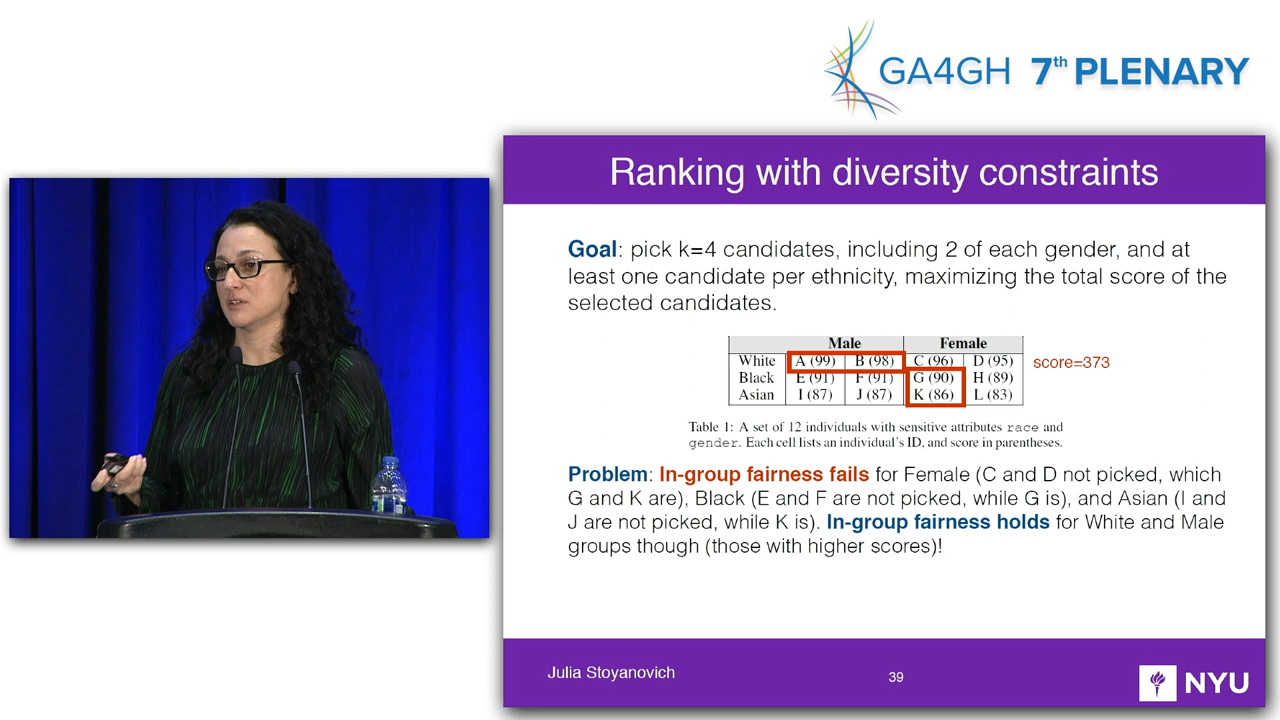 GA4GH 7th PLENARY
Ranking with diversity constraints
Goal: pick k=4 candidates, including 2 of each gender, and at
least one candidate per ethnicity, maximizing the total score of the
selected candidates.
Male Female
White A (99) B (98) C (96) D (95) score=373
Black E (91) F (91) G (90) H (89)
Asian I (87) J (87) K (86) L (83)
Table 1: A set of 12 individuals with sensitive attributes race and
gender. Each cell lists an individual's ID, and score in parentheses.
Problem: In-group fairness fails for Female (C and D not picked, which
G and K are), Black (E and F are not picked, while G is), and Asian (I and
J are not picked, while K is). In-group fairness holds for White and Male
groups though (those with higher scores)!
Julia Stoyanovich
39
NYU